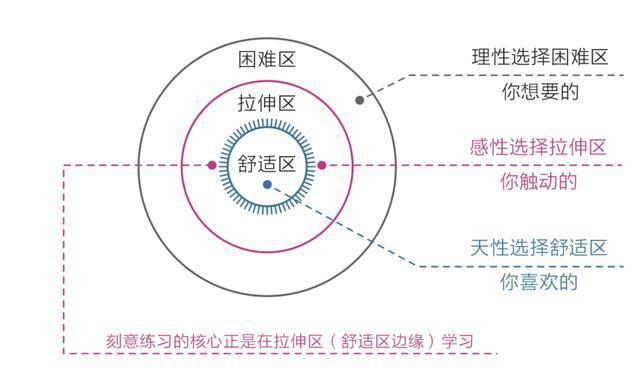 困难区
拉伸区
舒适区
理性选择困难区
你想要的
感性选择拉伸区
你触动的
天性选择舒适区
你喜欢的
刻意练习的核心正是在拉伸区（舒适区边缘）学习